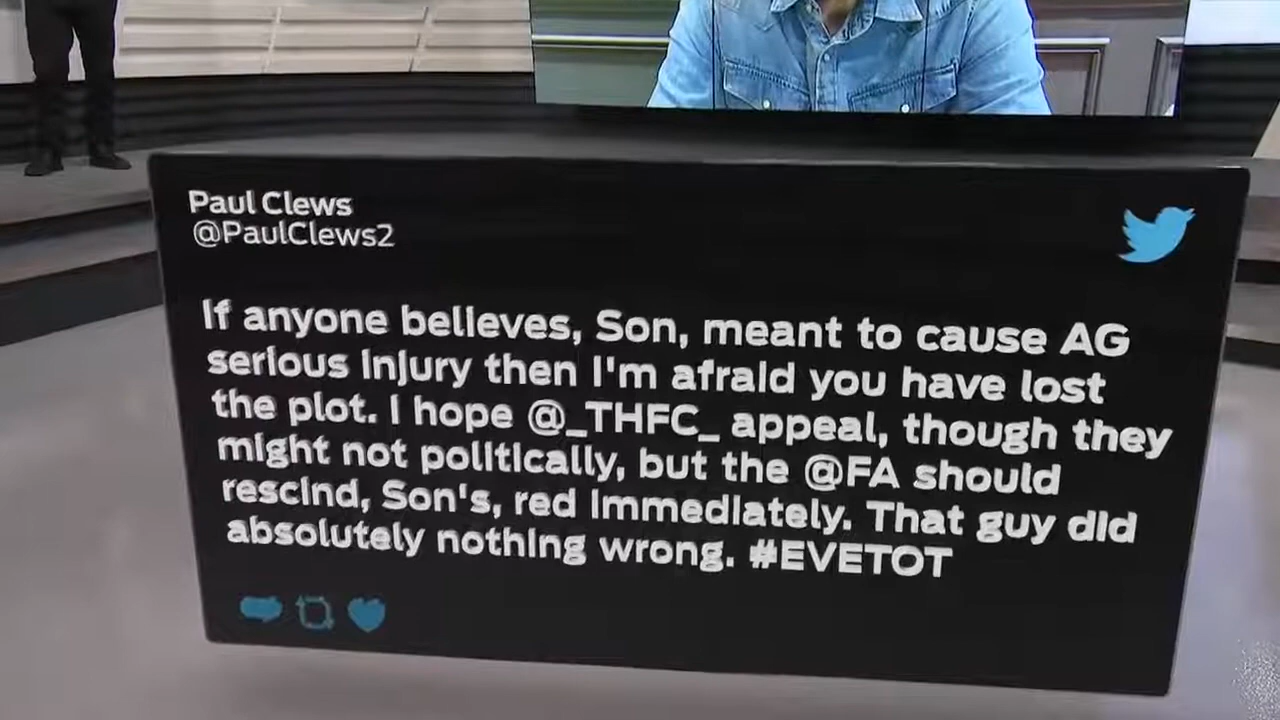 Paul Clews
@PaulClews2
If anyone believes, Son, meant to cause AG
serious injury then I'm afraid you have lost
the plot. I hope @_THFC_ appeal, though they
might not politically, but the @FA should
rescind, Son's, red immediately. That guy did
absolutely nothing wrong. #EVETOT